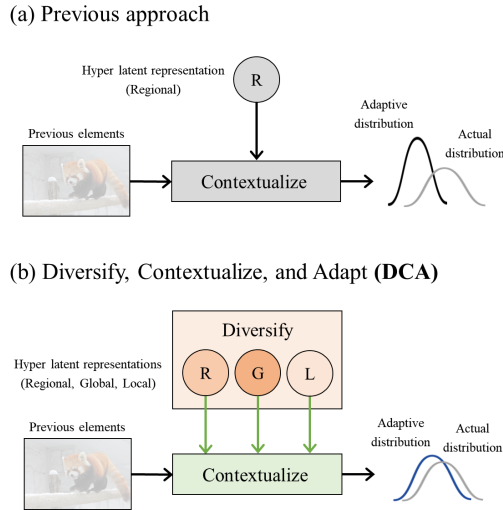 (a) Previous approach
Hyper latent representation
(Regional)
R
Previous elements
Contextualize
Adaptive
distribution
Actual
distribution
(b) Diversify, Contextualize, and Adapt (DCA)
Diversify
Hyper latent representations
(Regional, Global, Local)
R G L
Previous elements
Contextualize
Adaptive
distribution
Actual
distribution